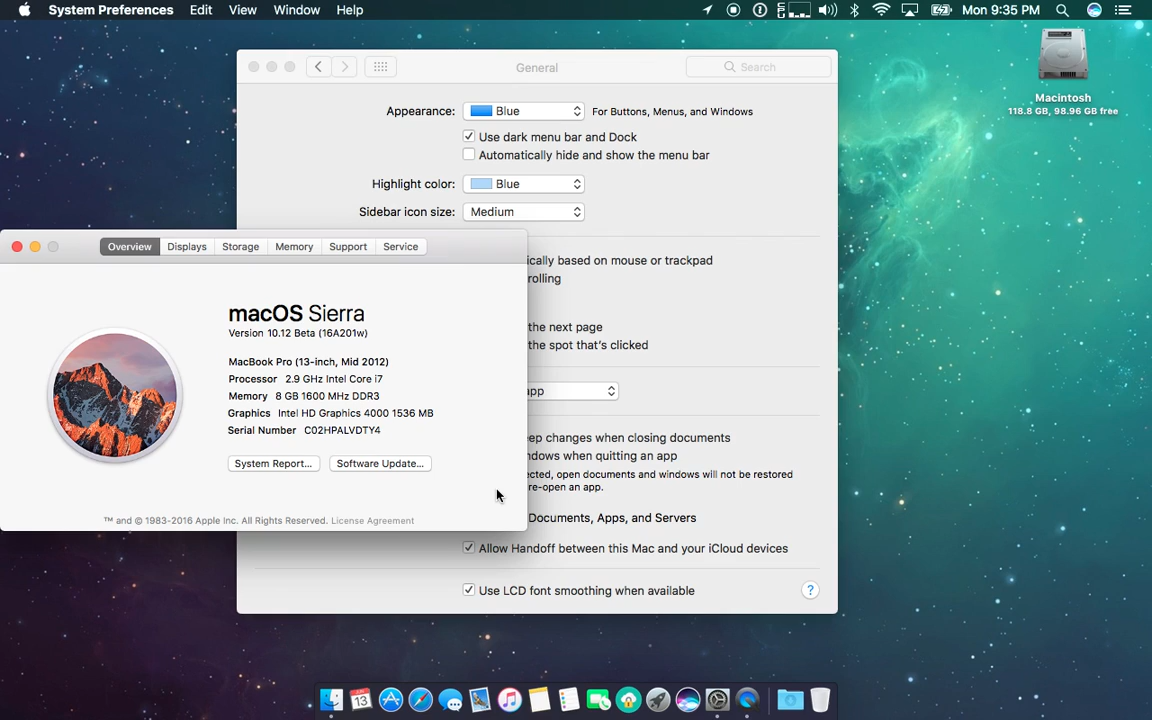 System Preferences Edit View Window Help
CPU
Mon 9:35 PM
Macintosh
118.8 GB, 98.96 GB free
General
Search
Appearance: Blue For Buttons, Menus, and Windows
Use dark menu bar and Dock
Automatically hide and show the menu bar
Highlight color: Blue
Sidebar icon size: Medium
ically based on mouse or trackpad
rolling
the next page
the spot that's clicked
app
eep changes when closing documents
ndows when quitting an app
ected, open documents and windows will not be restored
re-open an app.
Documents, Apps, and Servers
Allow Handoff between this Mac and your iCloud devices
Use LCD font smoothing when available
?
Overview Displays Storage Memory Support Service
macOS Sierra
Version 10.12 Beta (16A201w)
MacBook Pro (13-inch, Mid 2012)
Processor 2.9 GHz Intel Core i7
Memory 8 GB 1600 MHz DDR3
Graphics Intel HD Graphics 4000 1536 MB
Serial Number C02HPALVDTY4
System Report... Software Update...
™ and © 1983-2016 Apple Inc. All Rights Reserved. License Agreement
13